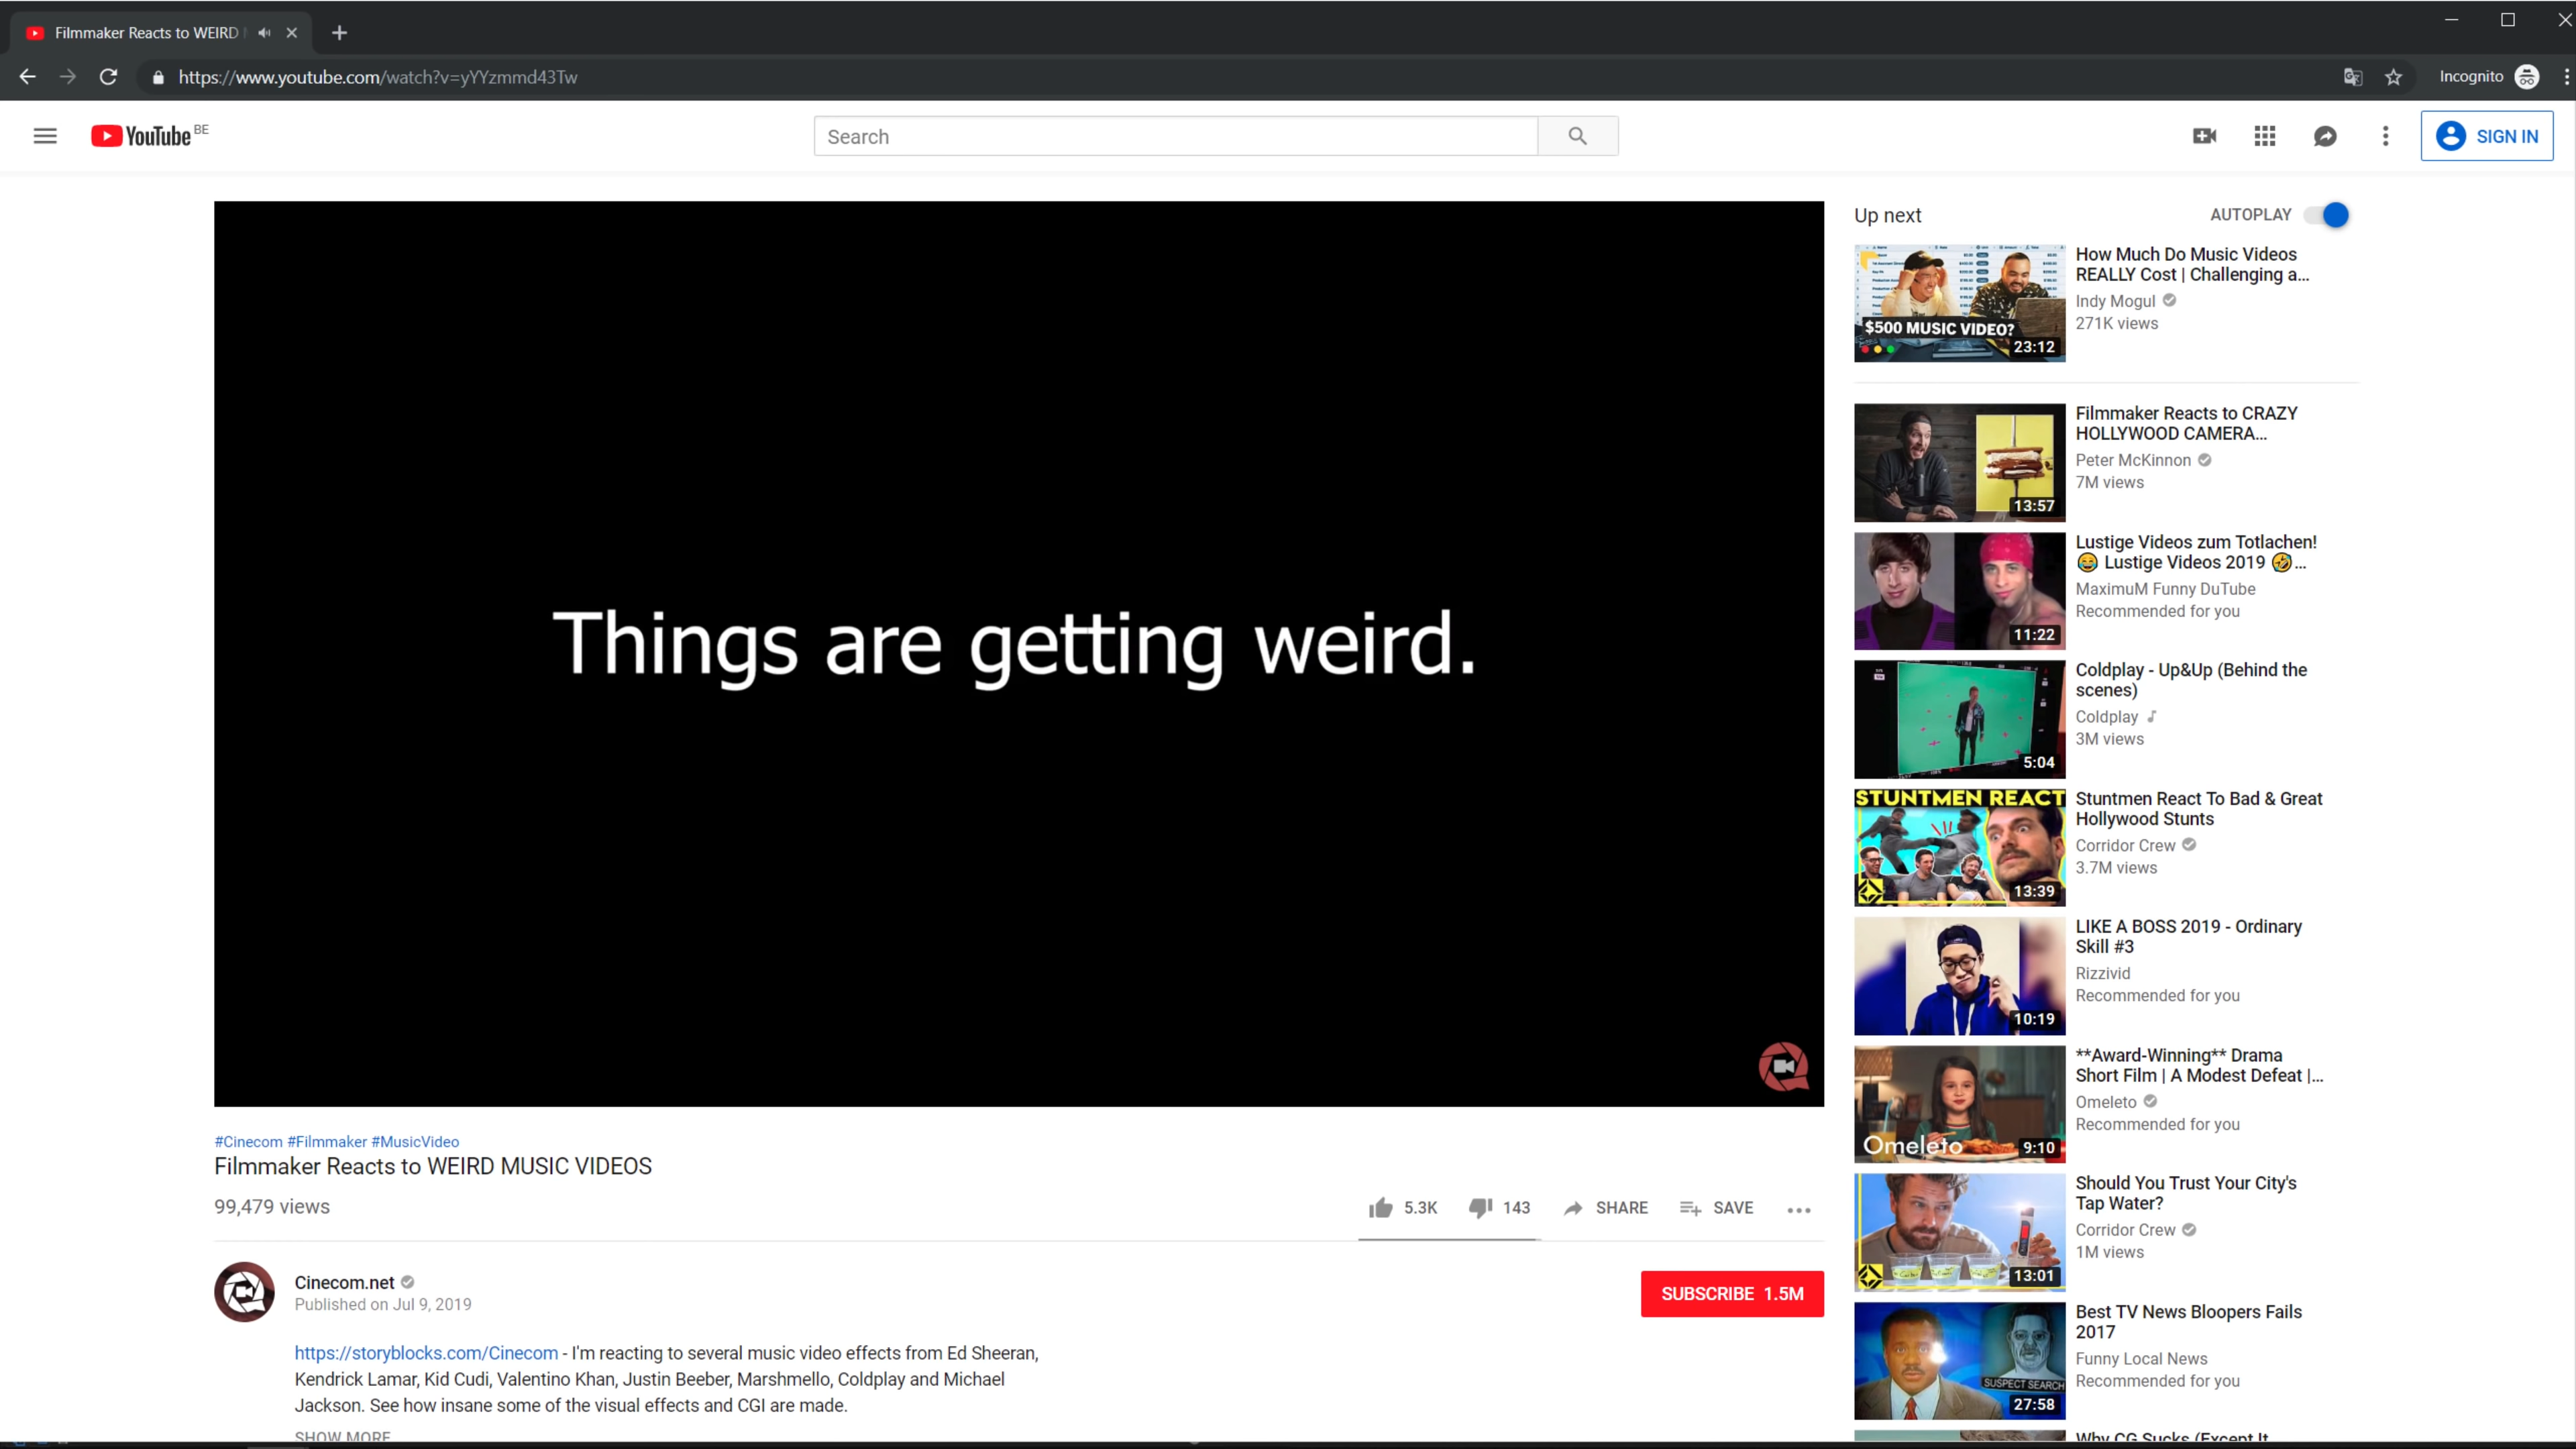 Filmmaker Reacts to WEIRD
https://www.youtube.com/watch?v=yYYzmmd43Tw
Incognito
YouTube BE
Search
SIGN IN
Things are getting weird.
#Cinecom #Filmmaker #MusicVideo
Filmmaker Reacts to WEIRD MUSIC VIDEOS
99,479 views
5.3K
143
SHARE
SAVE
Cinecom.net
Published on Jul 9, 2019
SUBSCRIBE 1.5M
https://storyblocks.com/Cinecom - I'm reacting to several music video effects from Ed Sheeran,
Kendrick Lamar, Kid Cudi, Valentino Khan, Justin Beeber, Marshmello, Coldplay and Michael
Jackson. See how insane some of the visual effects and CGI are made.
SHOW MORE
Up next
AUTOPLAY
$500 MUSIC VIDEO?
23:12
How Much Do Music Videos
REALLY Cost | Challenging a...
Indy Mogul
271K views
13:57
Filmmaker Reacts to CRAZY
HOLLYWOOD CAMERA...
Peter McKinnon
7M views
11:22
Lustige Videos zum Totlachen!
😂 Lustige Videos 2019 🤣...
MaximuM Funny DuTube
Recommended for you
5:04
Coldplay - Up&Up (Behind the
scenes)
Coldplay
3M views
STUNTMEN REACT
13:39
Stuntmen React To Bad & Great
Hollywood Stunts
Corridor Crew
3.7M views
10:19
LIKE A BOSS 2019 - Ordinary
Skill #3
Rizzivid
Recommended for you
Omeleto
9:10
**Award-Winning** Drama
Short Film | A Modest Defeat |...
Omeleto
Recommended for you
13:01
Should You Trust Your City's
Tap Water?
Corridor Crew
1M views
SUSPECT SEARCH
27:58
Best TV News Bloopers Fails
2017
Funny Local News
Recommended for you
Why CG Sucks (Except It